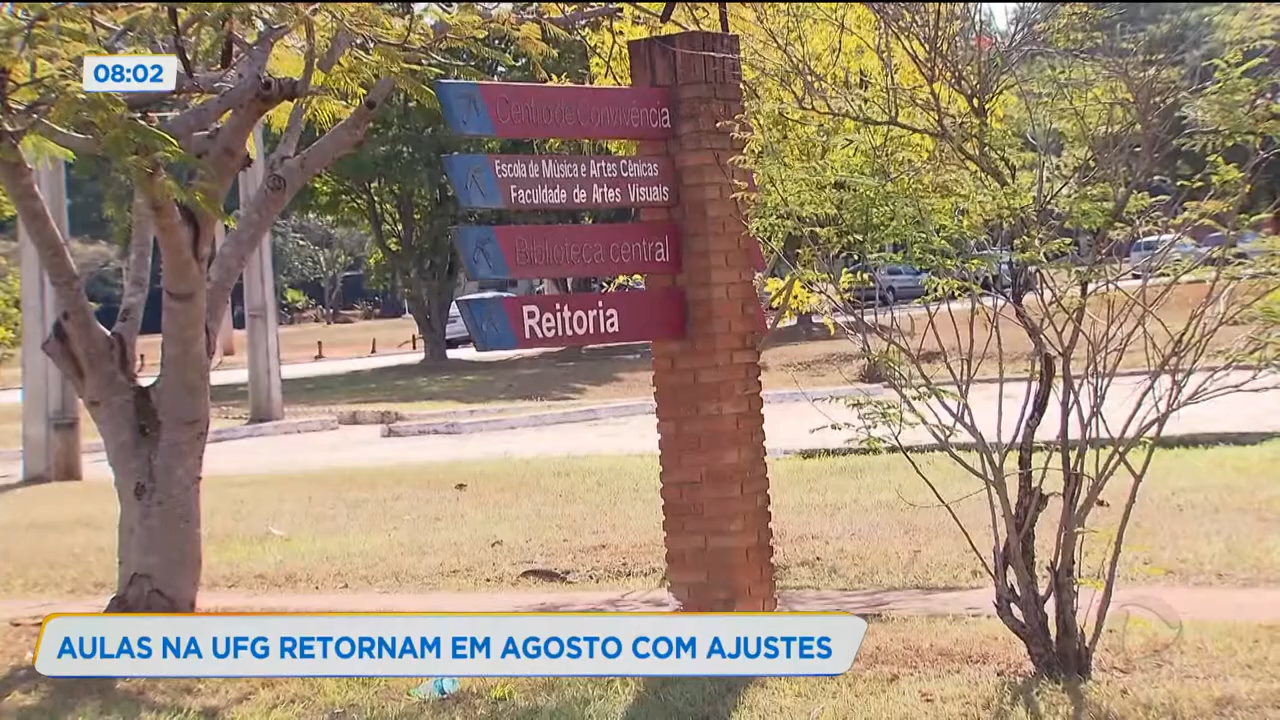 08:02
Centro de Convivência
Escola de Música e Artes Cênicas
Faculdade de Artes Visuais
Biblioteca central
Reitoria
AULAS NA UFG RETORNAM EM AGOSTO COM AJUSTES